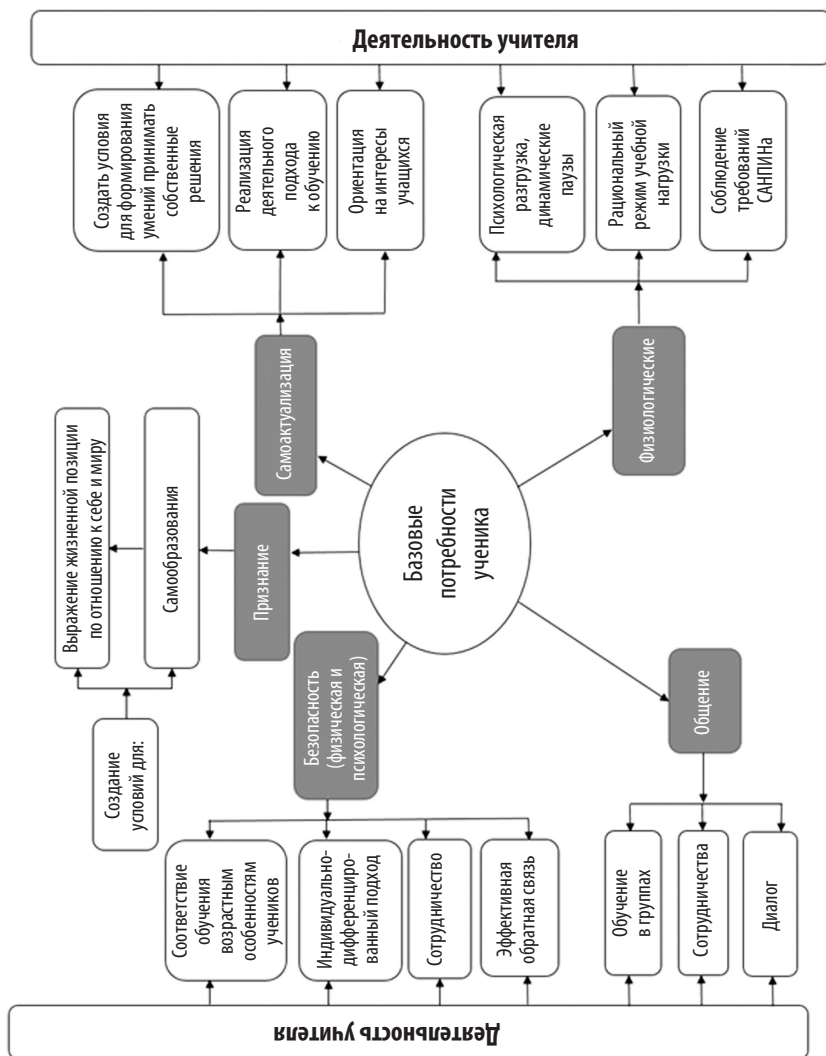 Деятельность учителя
Создать условия
для формирования
умений принимать
собственные
решения
Реализация
деятельного
подхода
к обучению
Ориентация
на интересы
учащихся
Психологическая
разгрузка,
динамические
паузы
Рациональный
режим учебной
нагрузки
Соблюдение
требований
САНПИНа
Самоактуализация
Физиологические
Выражение жизненной позиции
по отношению к себе и миру
Самообразования
Признание
Создание
условий для:
Базовые
потребности
ученика
Безопасность
(физическая и
психологическая)
Общение
Соответствие
обучения
возрастным
особенностям
учеников
Индивидуально-
дифференциро-
ванный подход
Сотрудничество
Эффективная
обратная связь
Обучение
в группах
Сотрудничества
Диалог
Деятельность учителя